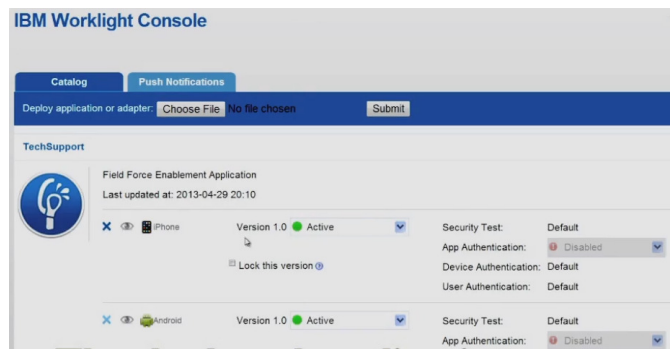 IBM Worklight Console
Catalog Push Notifications
Deploy application or adapter: Choose File No file chosen Submit
TechSupport
Field Force Enablement Application
Last updated at: 2013-04-29 20:10
iPhone Version 1.0 Active Security Test: Default
App Authentication: Disabled
Lock this version Device Authentication: Default
User Authentication: Default
Android Version 1.0 Active Security Test: Default
App Authentication: Disabled